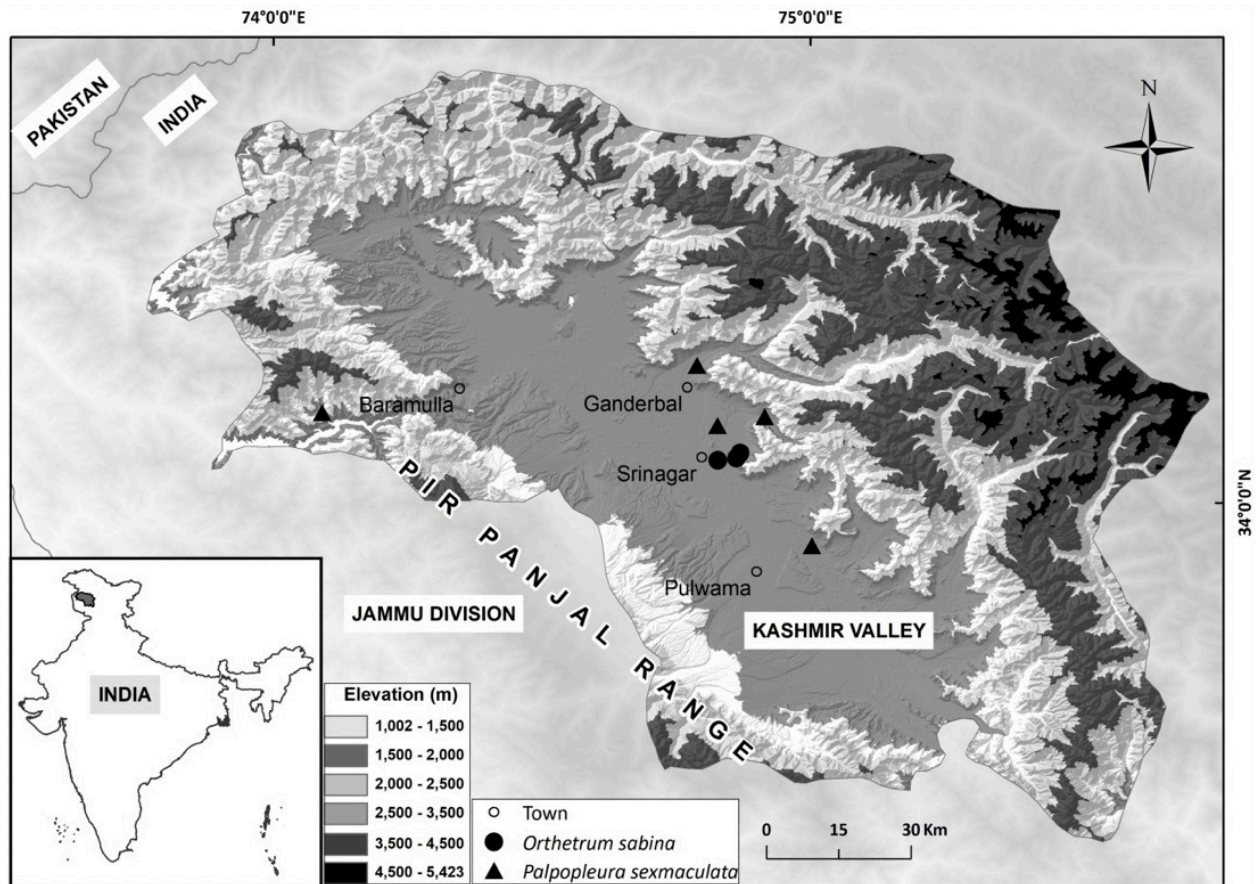 74°0'0"E
75°0'0"E
PAKISTAN
INDIA
N
Baramulla
Ganderbal
Srinagar
34°0'0"N
PIR PANJAL RANGE
Pulwama
JAMMU DIVISION
KASHMIR VALLEY
INDIA
Elevation (m)
1,002 - 1,500
1,500 - 2,000
2,000 - 2,500
2,500 - 3,500
3,500 - 4,500
4,500 - 5,423
Town
Orthetrum sabina
Palpopleura sexmaculata
0 15 30 Km